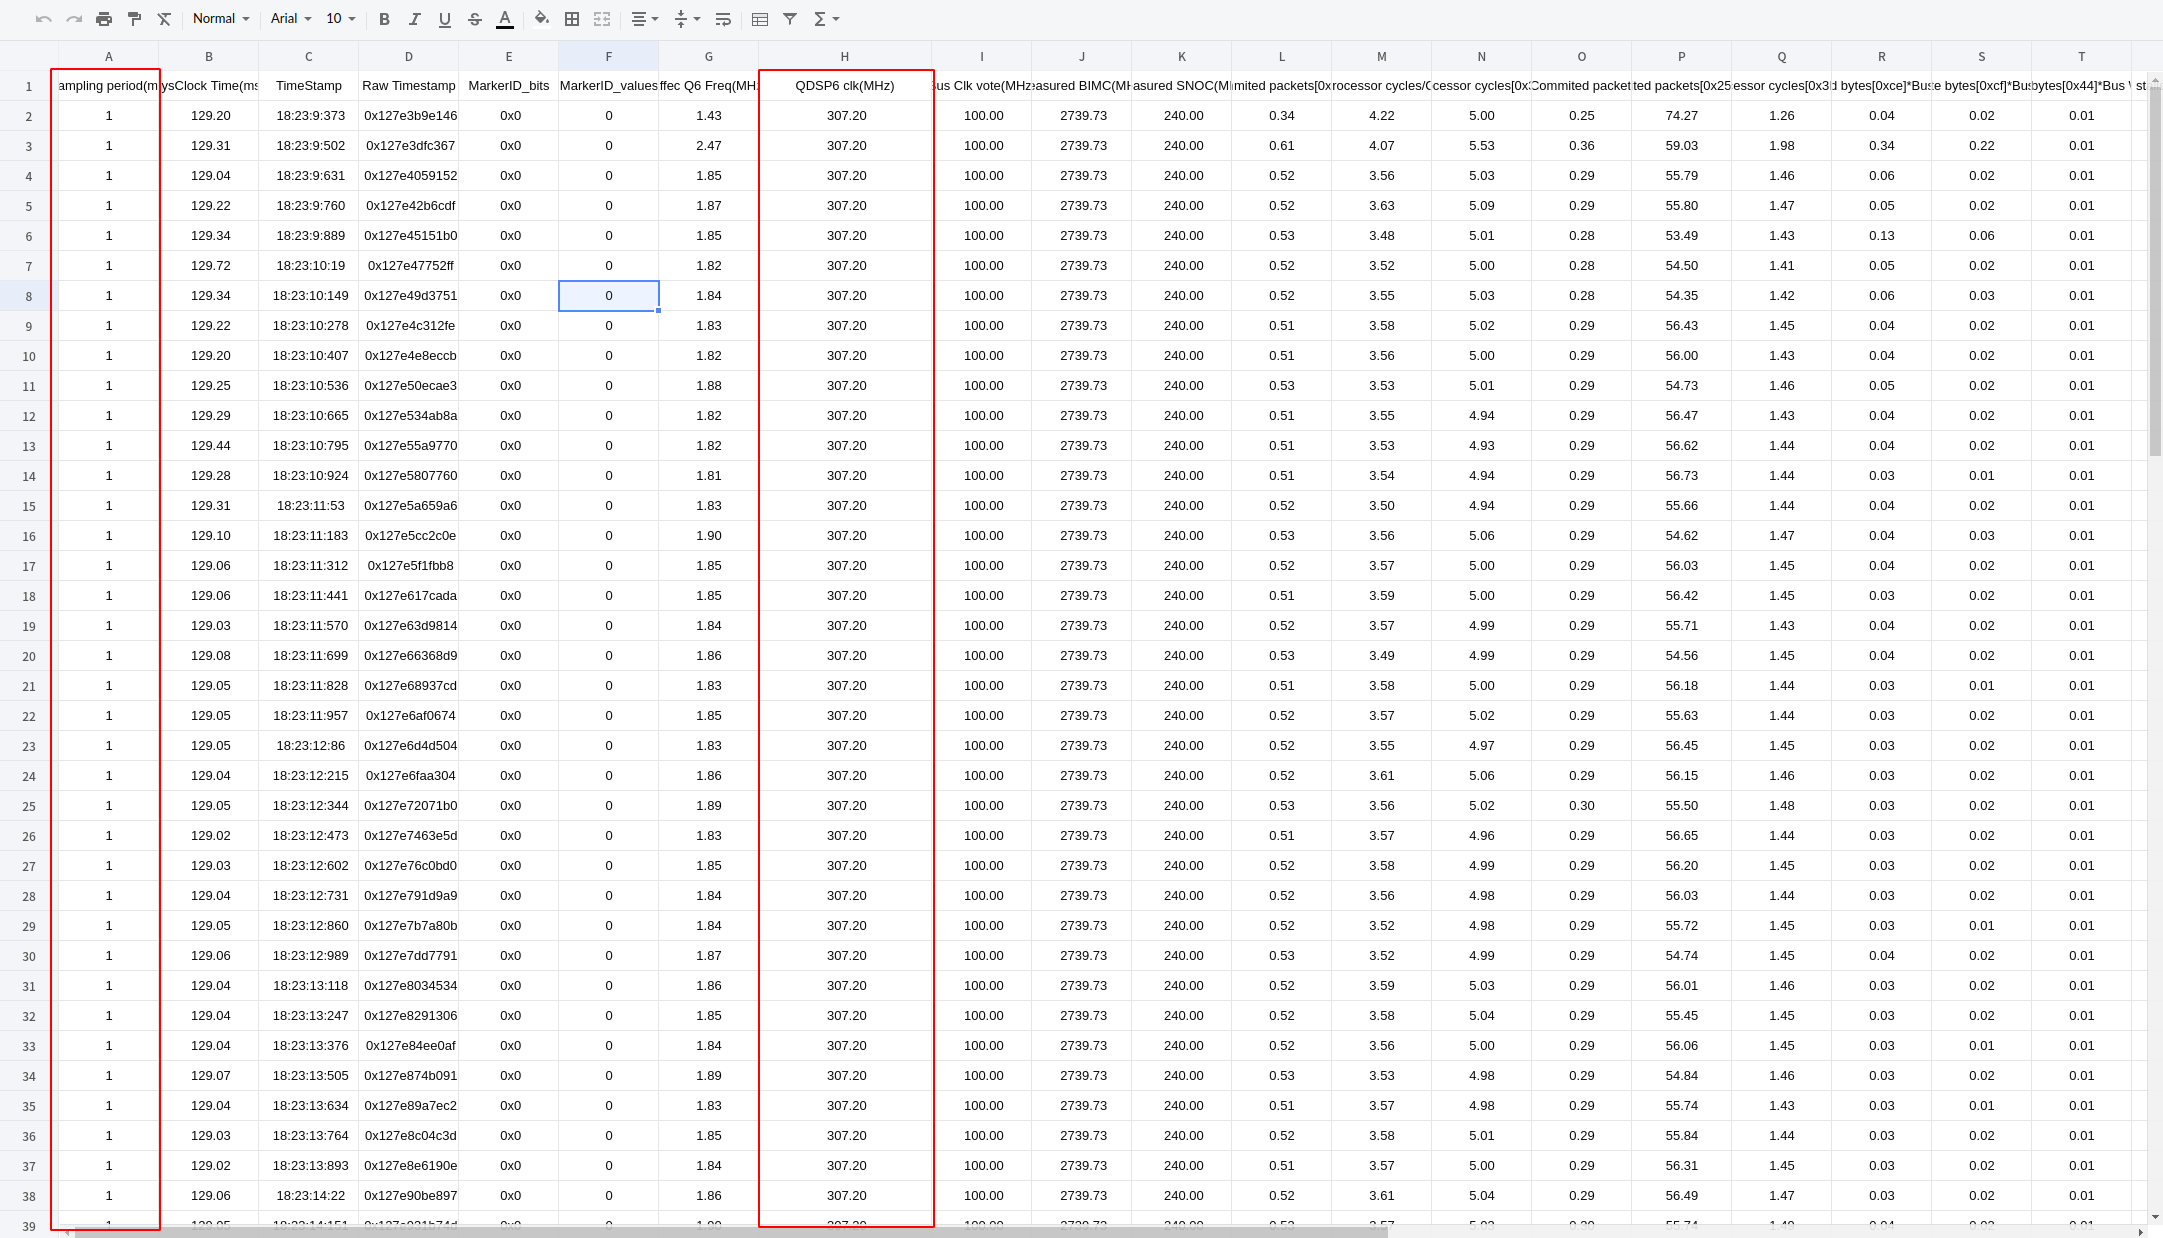 Normal Arial 10 B I U S A Σ
A B C D E F G H I J K L M N O P Q R S T
1 ampling period(m ysClock Time(ms TimeStamp Raw Timestamp MarkerID_bits MarkerID_values ffec Q6 Freq(MH QDSP6 clk(MHz) us Clk vote(MHz asured BIMC(MH asured SNOC(M mited packets[0x rocessor cycles/C cessor cycles[0x Commited packet ted packets[0x25 essor cycles[0x3 d bytes[0xce]*Bus e bytes[0xcf]*Bus bytes[0x44]*Bus st
2 1 129.20 18:23:9:373 0x127e3b9e146 0x0 0 1.43 307.20 100.00 2739.73 240.00 0.34 4.22 5.00 0.25 74.27 1.26 0.04 0.02 0.01
3 1 129.31 18:23:9:502 0x127e3dfc367 0x0 0 2.47 307.20 100.00 2739.73 240.00 0.61 4.07 5.53 0.36 59.03 1.98 0.34 0.22 0.01
4 1 129.04 18:23:9:631 0x127e4059152 0x0 0 1.85 307.20 100.00 2739.73 240.00 0.52 3.56 5.03 0.29 55.79 1.46 0.06 0.02 0.01
5 1 129.22 18:23:9:760 0x127e42b6cdf 0x0 0 1.87 307.20 100.00 2739.73 240.00 0.52 3.63 5.09 0.29 55.80 1.47 0.05 0.02 0.01
6 1 129.34 18:23:9:889 0x127e45151b0 0x0 0 1.85 307.20 100.00 2739.73 240.00 0.53 3.48 5.01 0.28 53.49 1.43 0.13 0.06 0.01
7 1 129.72 18:23:10:19 0x127e47752ff 0x0 0 1.82 307.20 100.00 2739.73 240.00 0.52 3.52 5.00 0.28 54.50 1.41 0.05 0.02 0.01
8 1 129.34 18:23:10:149 0x127e49d3751 0x0 0 1.84 307.20 100.00 2739.73 240.00 0.52 3.55 5.03 0.28 54.35 1.42 0.06 0.03 0.01
9 1 129.22 18:23:10:278 0x127e4c312fe 0x0 0 1.83 307.20 100.00 2739.73 240.00 0.51 3.58 5.02 0.29 56.43 1.45 0.04 0.02 0.01
10 1 129.20 18:23:10:407 0x127e4e8eccb 0x0 0 1.82 307.20 100.00 2739.73 240.00 0.51 3.56 5.00 0.29 56.00 1.43 0.04 0.02 0.01
11 1 129.25 18:23:10:536 0x127e50ecae3 0x0 0 1.88 307.20 100.00 2739.73 240.00 0.53 3.53 5.01 0.29 54.73 1.46 0.05 0.02 0.01
12 1 129.29 18:23:10:665 0x127e534ab8a 0x0 0 1.82 307.20 100.00 2739.73 240.00 0.51 3.55 4.94 0.29 56.47 1.43 0.04 0.02 0.01
13 1 129.44 18:23:10:795 0x127e55a9770 0x0 0 1.82 307.20 100.00 2739.73 240.00 0.51 3.53 4.93 0.29 56.62 1.44 0.04 0.02 0.01
14 1 129.28 18:23:10:924 0x127e5807760 0x0 0 1.81 307.20 100.00 2739.73 240.00 0.51 3.54 4.94 0.29 56.73 1.44 0.03 0.01 0.01
15 1 129.31 18:23:11:53 0x127e5a659a6 0x0 0 1.83 307.20 100.00 2739.73 240.00 0.52 3.50 4.94 0.29 55.66 1.44 0.04 0.02 0.01
16 1 129.10 18:23:11:183 0x127e5cc2c0e 0x0 0 1.90 307.20 100.00 2739.73 240.00 0.53 3.56 5.06 0.29 54.62 1.47 0.04 0.03 0.01
17 1 129.06 18:23:11:312 0x127e5f1fbb8 0x0 0 1.85 307.20 100.00 2739.73 240.00 0.52 3.57 5.00 0.29 56.03 1.45 0.04 0.02 0.01
18 1 129.06 18:23:11:441 0x127e617cada 0x0 0 1.85 307.20 100.00 2739.73 240.00 0.51 3.59 5.00 0.29 56.42 1.45 0.03 0.02 0.01
19 1 129.03 18:23:11:570 0x127e63d9814 0x0 0 1.84 307.20 100.00 2739.73 240.00 0.52 3.57 4.99 0.29 55.71 1.43 0.04 0.02 0.01
20 1 129.08 18:23:11:699 0x127e66368d9 0x0 0 1.86 307.20 100.00 2739.73 240.00 0.53 3.49 4.99 0.29 54.56 1.45 0.04 0.02 0.01
21 1 129.05 18:23:11:828 0x127e68937cd 0x0 0 1.83 307.20 100.00 2739.73 240.00 0.51 3.58 5.00 0.29 56.18 1.44 0.03 0.01 0.01
22 1 129.05 18:23:11:957 0x127e6af0674 0x0 0 1.85 307.20 100.00 2739.73 240.00 0.52 3.57 5.02 0.29 55.63 1.44 0.03 0.02 0.01
23 1 129.05 18:23:12:86 0x127e6d4d504 0x0 0 1.83 307.20 100.00 2739.73 240.00 0.52 3.55 4.97 0.29 56.45 1.45 0.03 0.02 0.01
24 1 129.04 18:23:12:215 0x127e6faa304 0x0 0 1.86 307.20 100.00 2739.73 240.00 0.52 3.61 5.06 0.29 56.15 1.46 0.03 0.02 0.01
25 1 129.05 18:23:12:344 0x127e72071b0 0x0 0 1.89 307.20 100.00 2739.73 240.00 0.53 3.56 5.02 0.30 55.50 1.48 0.03 0.02 0.01
26 1 129.02 18:23:12:473 0x127e7463e5d 0x0 0 1.83 307.20 100.00 2739.73 240.00 0.51 3.57 4.96 0.29 56.65 1.44 0.03 0.02 0.01
27 1 129.03 18:23:12:602 0x127e76c0bd0 0x0 0 1.85 307.20 100.00 2739.73 240.00 0.52 3.58 4.99 0.29 56.20 1.45 0.03 0.02 0.01
28 1 129.04 18:23:12:731 0x127e791d9a9 0x0 0 1.84 307.20 100.00 2739.73 240.00 0.52 3.56 4.98 0.29 56.03 1.44 0.03 0.02 0.01
29 1 129.05 18:23:12:860 0x127e7b7a80b 0x0 0 1.84 307.20 100.00 2739.73 240.00 0.52 3.52 4.98 0.29 55.72 1.45 0.03 0.01 0.01
30 1 129.06 18:23:12:989 0x127e7dd7791 0x0 0 1.87 307.20 100.00 2739.73 240.00 0.53 3.52 4.99 0.29 54.74 1.45 0.04 0.02 0.01
31 1 129.04 18:23:13:118 0x127e8034534 0x0 0 1.86 307.20 100.00 2739.73 240.00 0.52 3.59 5.03 0.29 56.01 1.46 0.03 0.02 0.01
32 1 129.04 18:23:13:247 0x127e8291306 0x0 0 1.85 307.20 100.00 2739.73 240.00 0.52 3.58 5.04 0.29 55.45 1.45 0.03 0.02 0.01
33 1 129.04 18:23:13:376 0x127e84ee0af 0x0 0 1.84 307.20 100.00 2739.73 240.00 0.52 3.56 5.00 0.29 56.06 1.45 0.03 0.01 0.01
34 1 129.07 18:23:13:505 0x127e874b091 0x0 0 1.89 307.20 100.00 2739.73 240.00 0.53 3.53 4.98 0.29 54.84 1.46 0.03 0.02 0.01
35 1 129.04 18:23:13:634 0x127e89a7ec2 0x0 0 1.83 307.20 100.00 2739.73 240.00 0.51 3.57 4.98 0.29 55.74 1.43 0.03 0.01 0.01
36 1 129.03 18:23:13:764 0x127e8c04c3d 0x0 0 1.85 307.20 100.00 2739.73 240.00 0.52 3.58 5.01 0.29 55.84 1.44 0.03 0.02 0.01
37 1 129.02 18:23:13:893 0x127e8e6190e 0x0 0 1.84 307.20 100.00 2739.73 240.00 0.51 3.57 5.00 0.29 56.31 1.45 0.03 0.02 0.01
38 1 129.06 18:23:14:22 0x127e90be897 0x0 0 1.86 307.20 100.00 2739.73 240.00 0.52 3.61 5.04 0.29 56.49 1.47 0.03 0.02 0.01
39